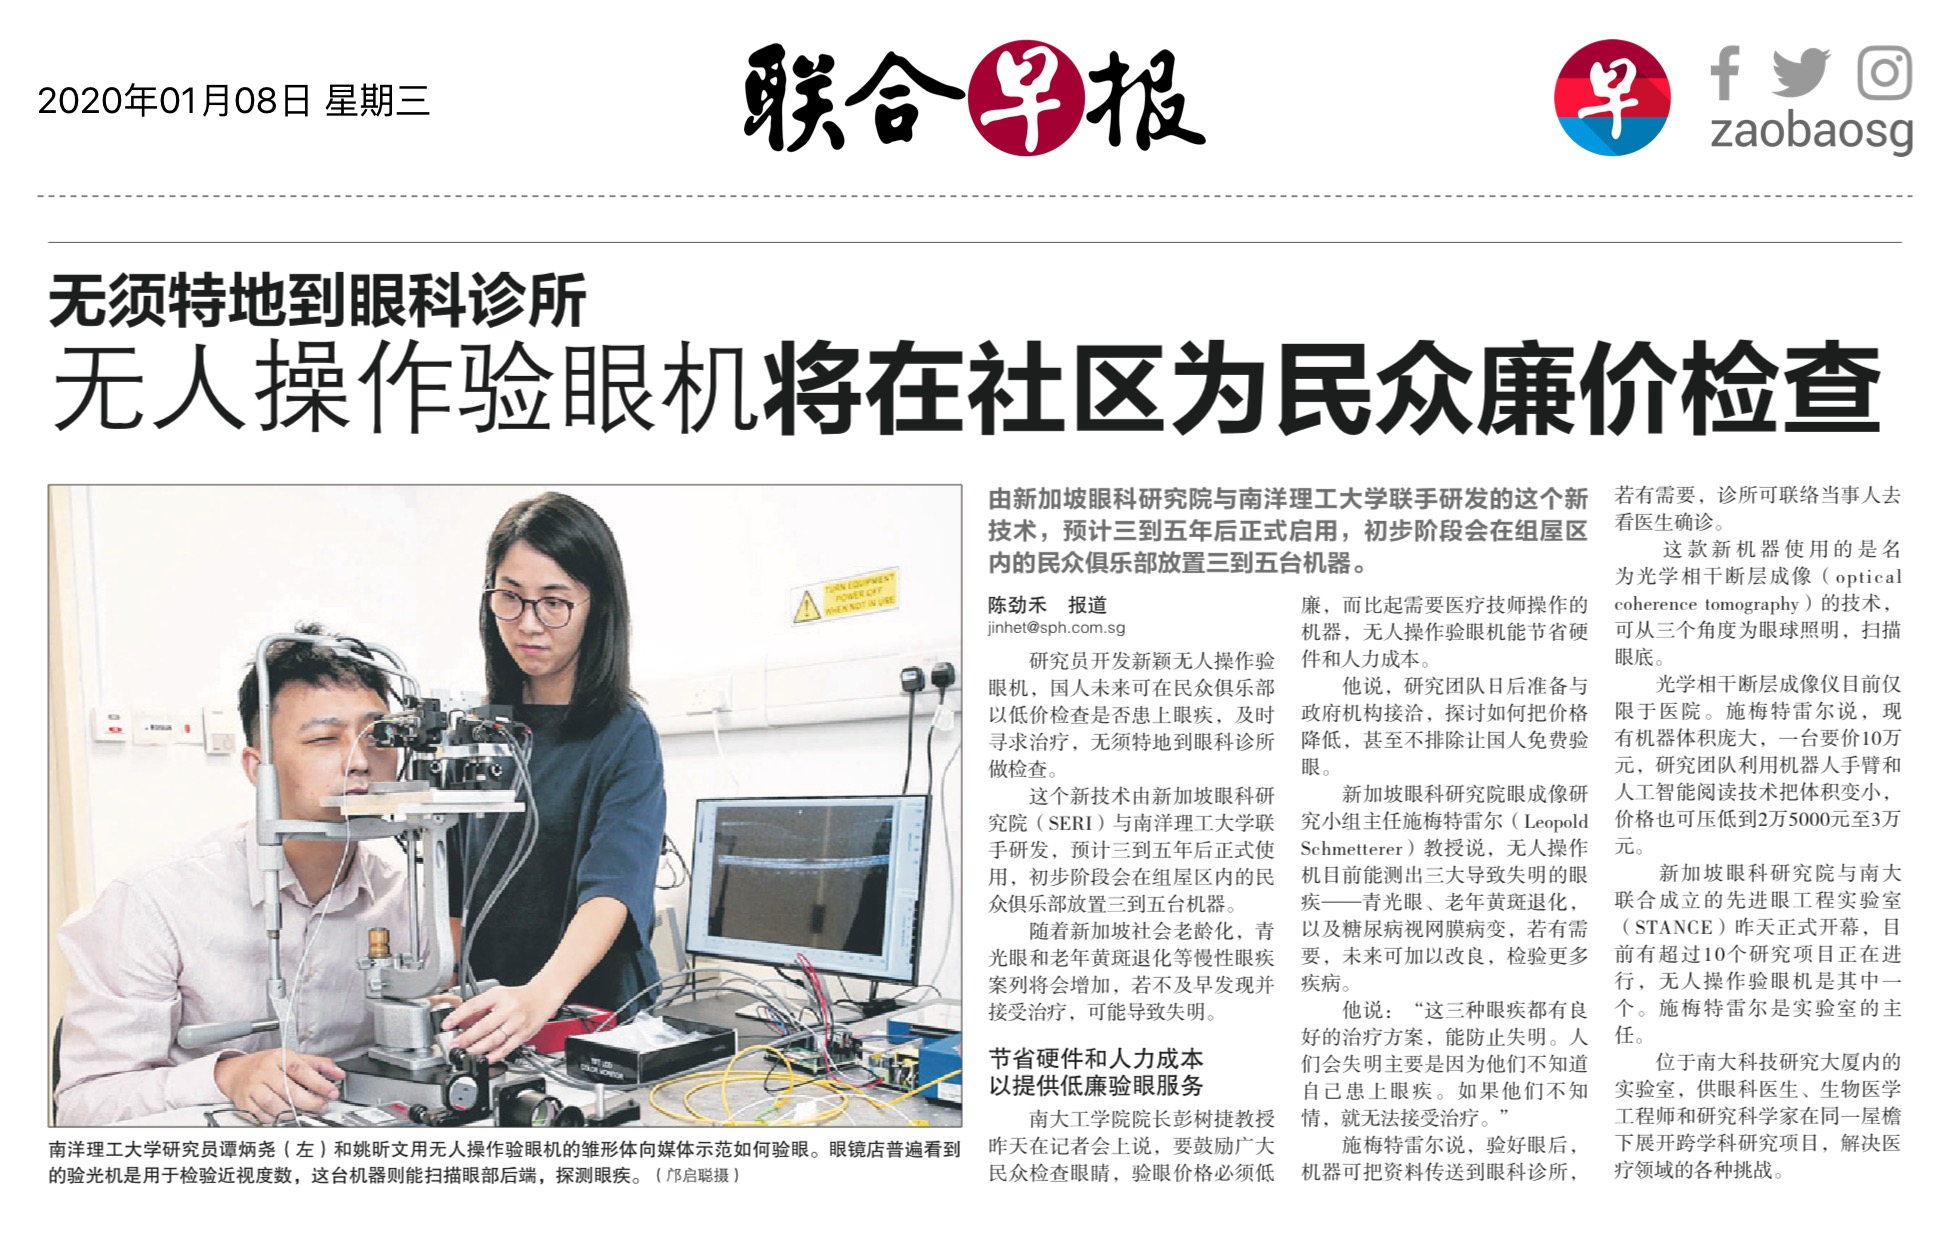 2020年01月08日 星期三
联合早报
早
zaobaosg
无须特地到眼科诊所
无人操作验眼机将在社区为民众廉价检查
TURN EQUIPMENT
POWER OFF
WHEN NOT IN USE
TFT LCD
COLOR MONITOR
南洋理工大学研究员谭炳尧（左）和姚昕文用无人操作验眼机的雏形体向媒体示范如何验眼。眼镜店普遍看到
的验光机是用于检验近视度数，这台机器则能扫描眼部后端，探测眼疾。（邝启聪摄）
由新加坡眼科研究院与南洋理工大学联手研发的这个新
技术，预计三到五年后正式启用，初步阶段会在组屋区
内的民众俱乐部放置三到五台机器。
陈劲禾　报道
jinhet@sph.com.sg
研究员开发新颖无人操作验
眼机，国人未来可在民众俱乐部
以低价检查是否患上眼疾，及时
寻求治疗，无须特地到眼科诊所
做检查。
这个新技术由新加坡眼科研
究院（SERI）与南洋理工大学联
手研发，预计三到五年后正式使
用，初步阶段会在组屋区内的民
众俱乐部放置三到五台机器。
随着新加坡社会老龄化，青
光眼和老年黄斑退化等慢性眼疾
案列将会增加，若不及早发现并
接受治疗，可能导致失明。
节省硬件和人力成本
以提供低廉验眼服务
南大工学院院长彭树捷教授
昨天在记者会上说，要鼓励广大
民众检查眼睛，验眼价格必须低
廉，而比起需要医疗技师操作的
机器，无人操作验眼机能节省硬
件和人力成本。
他说，研究团队日后准备与
政府机构接洽，探讨如何把价格
降低，甚至不排除让国人免费验
眼。
新加坡眼科研究院眼成像研
究小组主任施梅特雷尔（Leopold
Schmetterer）教授说，无人操作
机目前能测出三大导致失明的眼
疾——青光眼、老年黄斑退化，
以及糖尿病视网膜病变，若有需
要，未来可加以改良，检验更多
疾病。
他说：“这三种眼疾都有良
好的治疗方案，能防止失明。人
们会失明主要是因为他们不知道
自己患上眼疾。如果他们不知
情，就无法接受治疗。”
施梅特雷尔说，验好眼后，
机器可把资料传送到眼科诊所，
若有需要，诊所可联络当事人去
看医生确诊。
这款新机器使用的是名
为光学相干断层成像（optical
coherence tomography）的技术，
可从三个角度为眼球照明，扫描
眼底。
光学相干断层成像仪目前仅
限于医院。施梅特雷尔说，现
有机器体积庞大，一台要价10万
元，研究团队利用机器人手臂和
人工智能阅读技术把体积变小，
价格也可压低到2万5000元至3万
元。
新加坡眼科研究院与南大
联合成立的先进眼工程实验室
（STANCE）昨天正式开幕，目
前有超过10个研究项目正在进
行，无人操作验眼机是其中一
个。施梅特雷尔是实验室的主
任。
位于南大科技研究大厦内的
实验室，供眼科医生、生物医学
工程师和研究科学家在同一屋檐
下展开跨学科研究项目，解决医
疗领域的各种挑战。